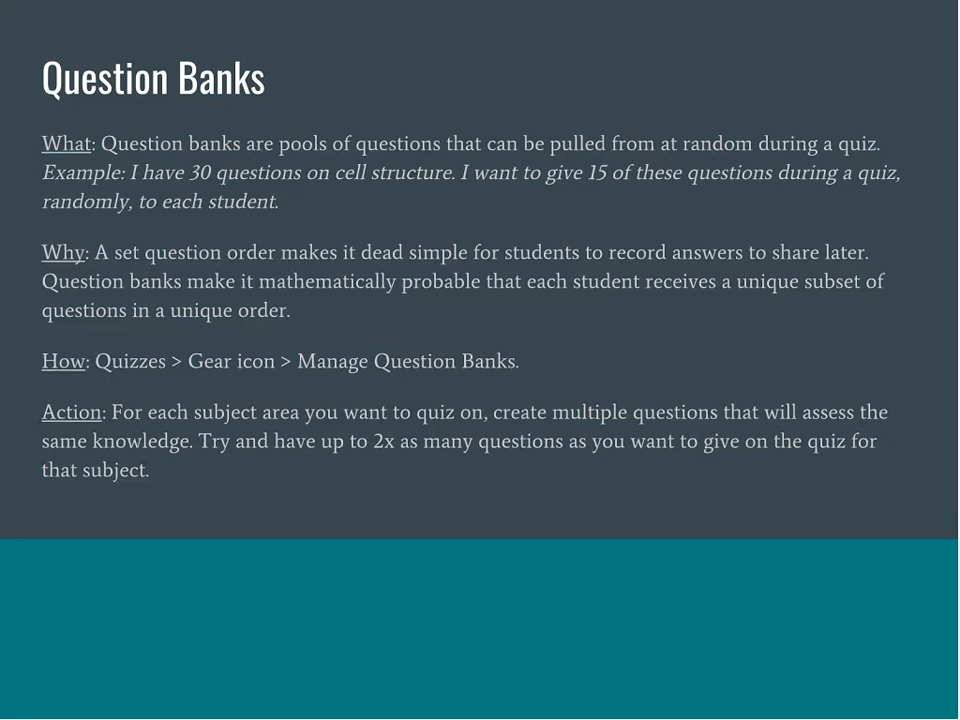 Question Banks
What: Question banks are pools of questions that can be pulled from at random during a quiz.
Example: I have 30 questions on cell structure. I want to give 15 of these questions during a quiz,
randomly, to each student.
Why: A set question order makes it dead simple for students to record answers to share later.
Question banks make it mathematically probable that each student receives a unique subset of
questions in a unique order.
How: Quizzes > Gear icon > Manage Question Banks.
Action: For each subject area you want to quiz on, create multiple questions that will assess the
same knowledge. Try and have up to 2x as many questions as you want to give on the quiz for
that subject.